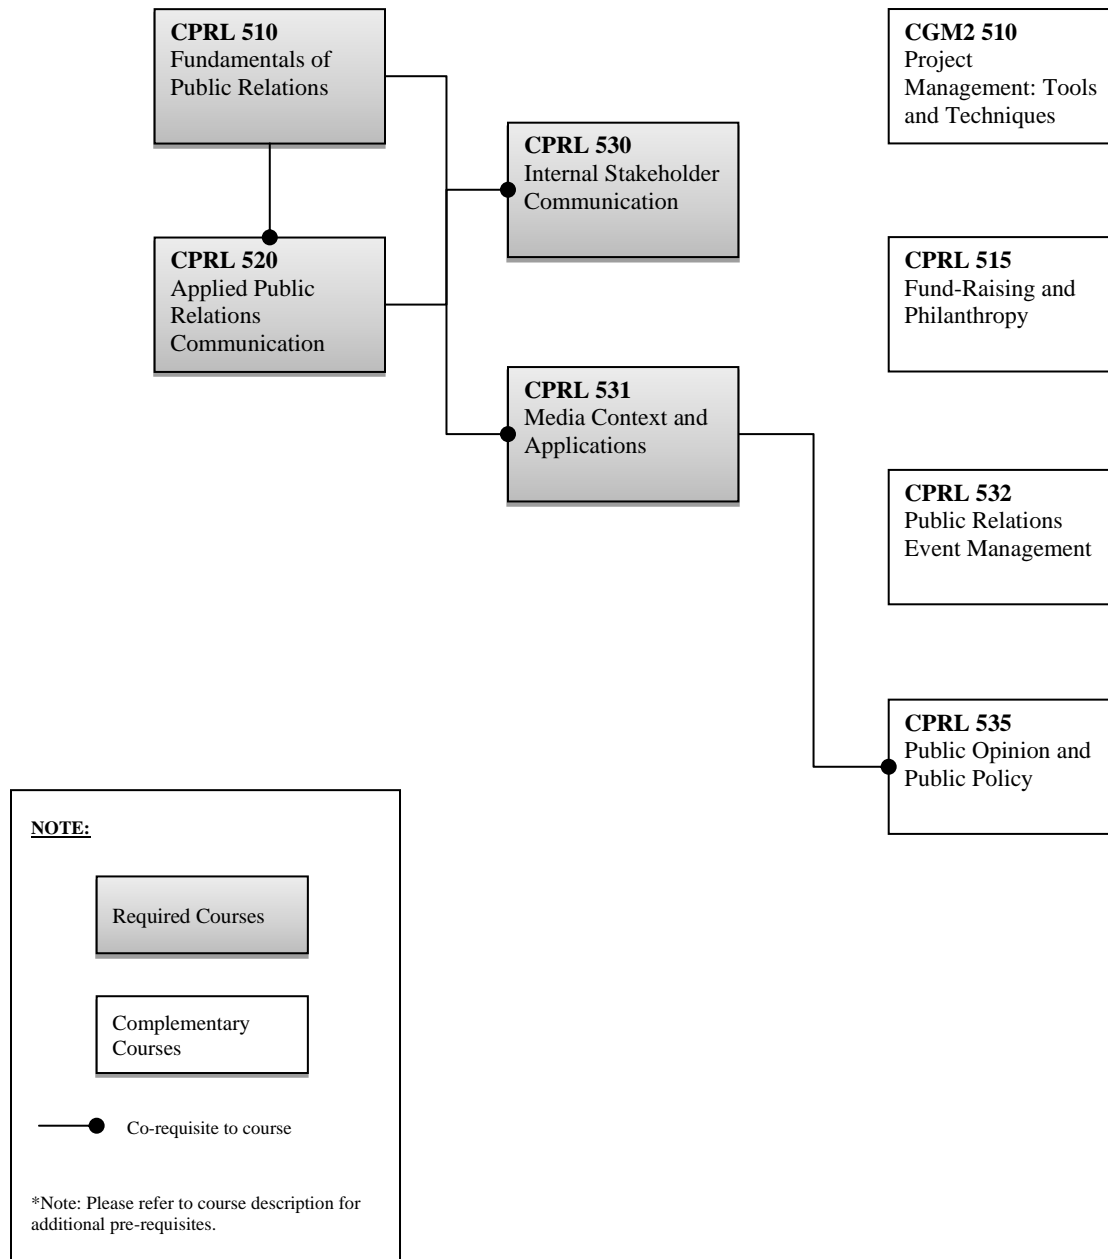 CPRL 510
Fundamentals of
Public Relations
CPRL 520
Applied Public
Relations
Communication
CPRL 530
Internal Stakeholder
Communication
CPRL 531
Media Context and
Applications
CGM2 510
Project
Management: Tools
and Techniques
CPRL 515
Fund-Raising and
Philanthropy
CPRL 532
Public Relations
Event Management
CPRL 535
Public Opinion and
Public Policy
NOTE:
Required Courses
Complementary
Courses
Co-requisite to course
*Note: Please refer to course description for
additional pre-requisites.